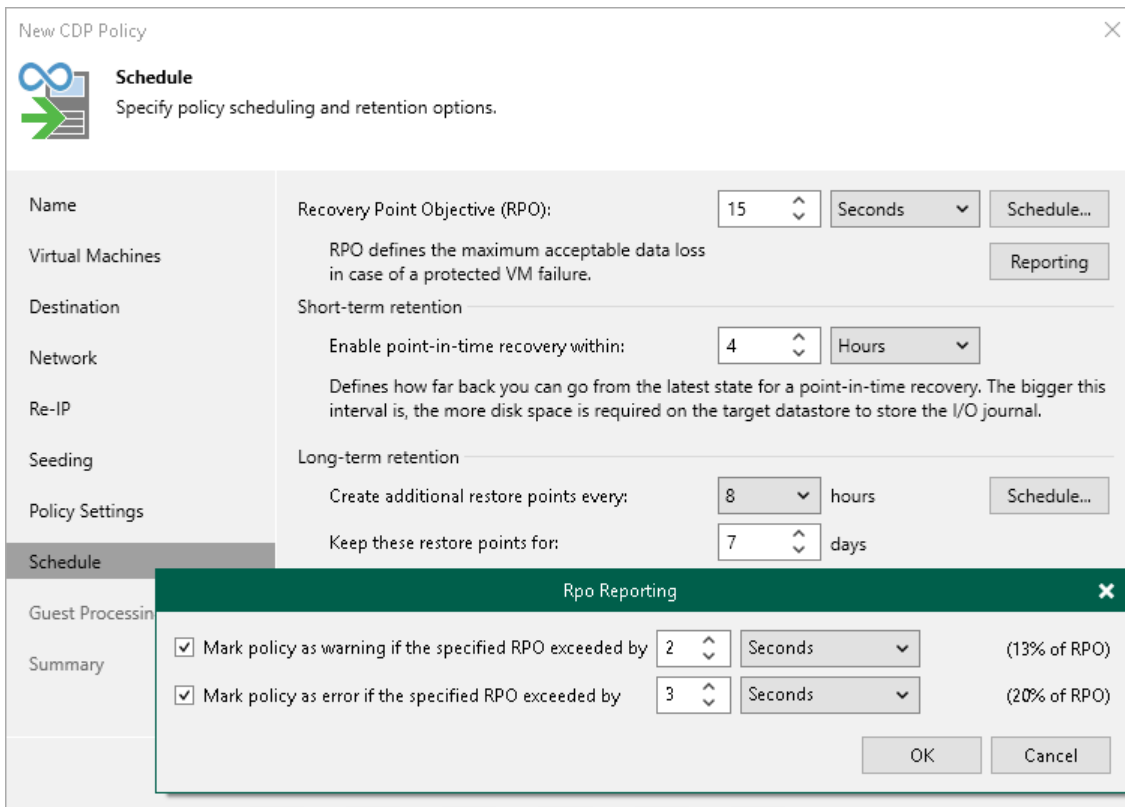 New CDP Policy
Schedule
Specify policy scheduling and retention options.
Name
Virtual Machines
Destination
Network
Re-IP
Seeding
Policy Settings
Schedule
Guest Processin
Summary
Recovery Point Objective (RPO): 15 Seconds Schedule...
RPO defines the maximum acceptable data loss
in case of a protected VM failure.
Reporting
Short-term retention
Enable point-in-time recovery within: 4 Hours
Defines how far back you can go from the latest state for a point-in-time recovery. The bigger this
interval is, the more disk space is required on the target datastore to store the I/O journal.
Long-term retention
Create additional restore points every: 8 hours Schedule...
Keep these restore points for: 7 days
Rpo Reporting
Mark policy as warning if the specified RPO exceeded by 2 Seconds (13% of RPO)
Mark policy as error if the specified RPO exceeded by 3 Seconds (20% of RPO)
OK Cancel